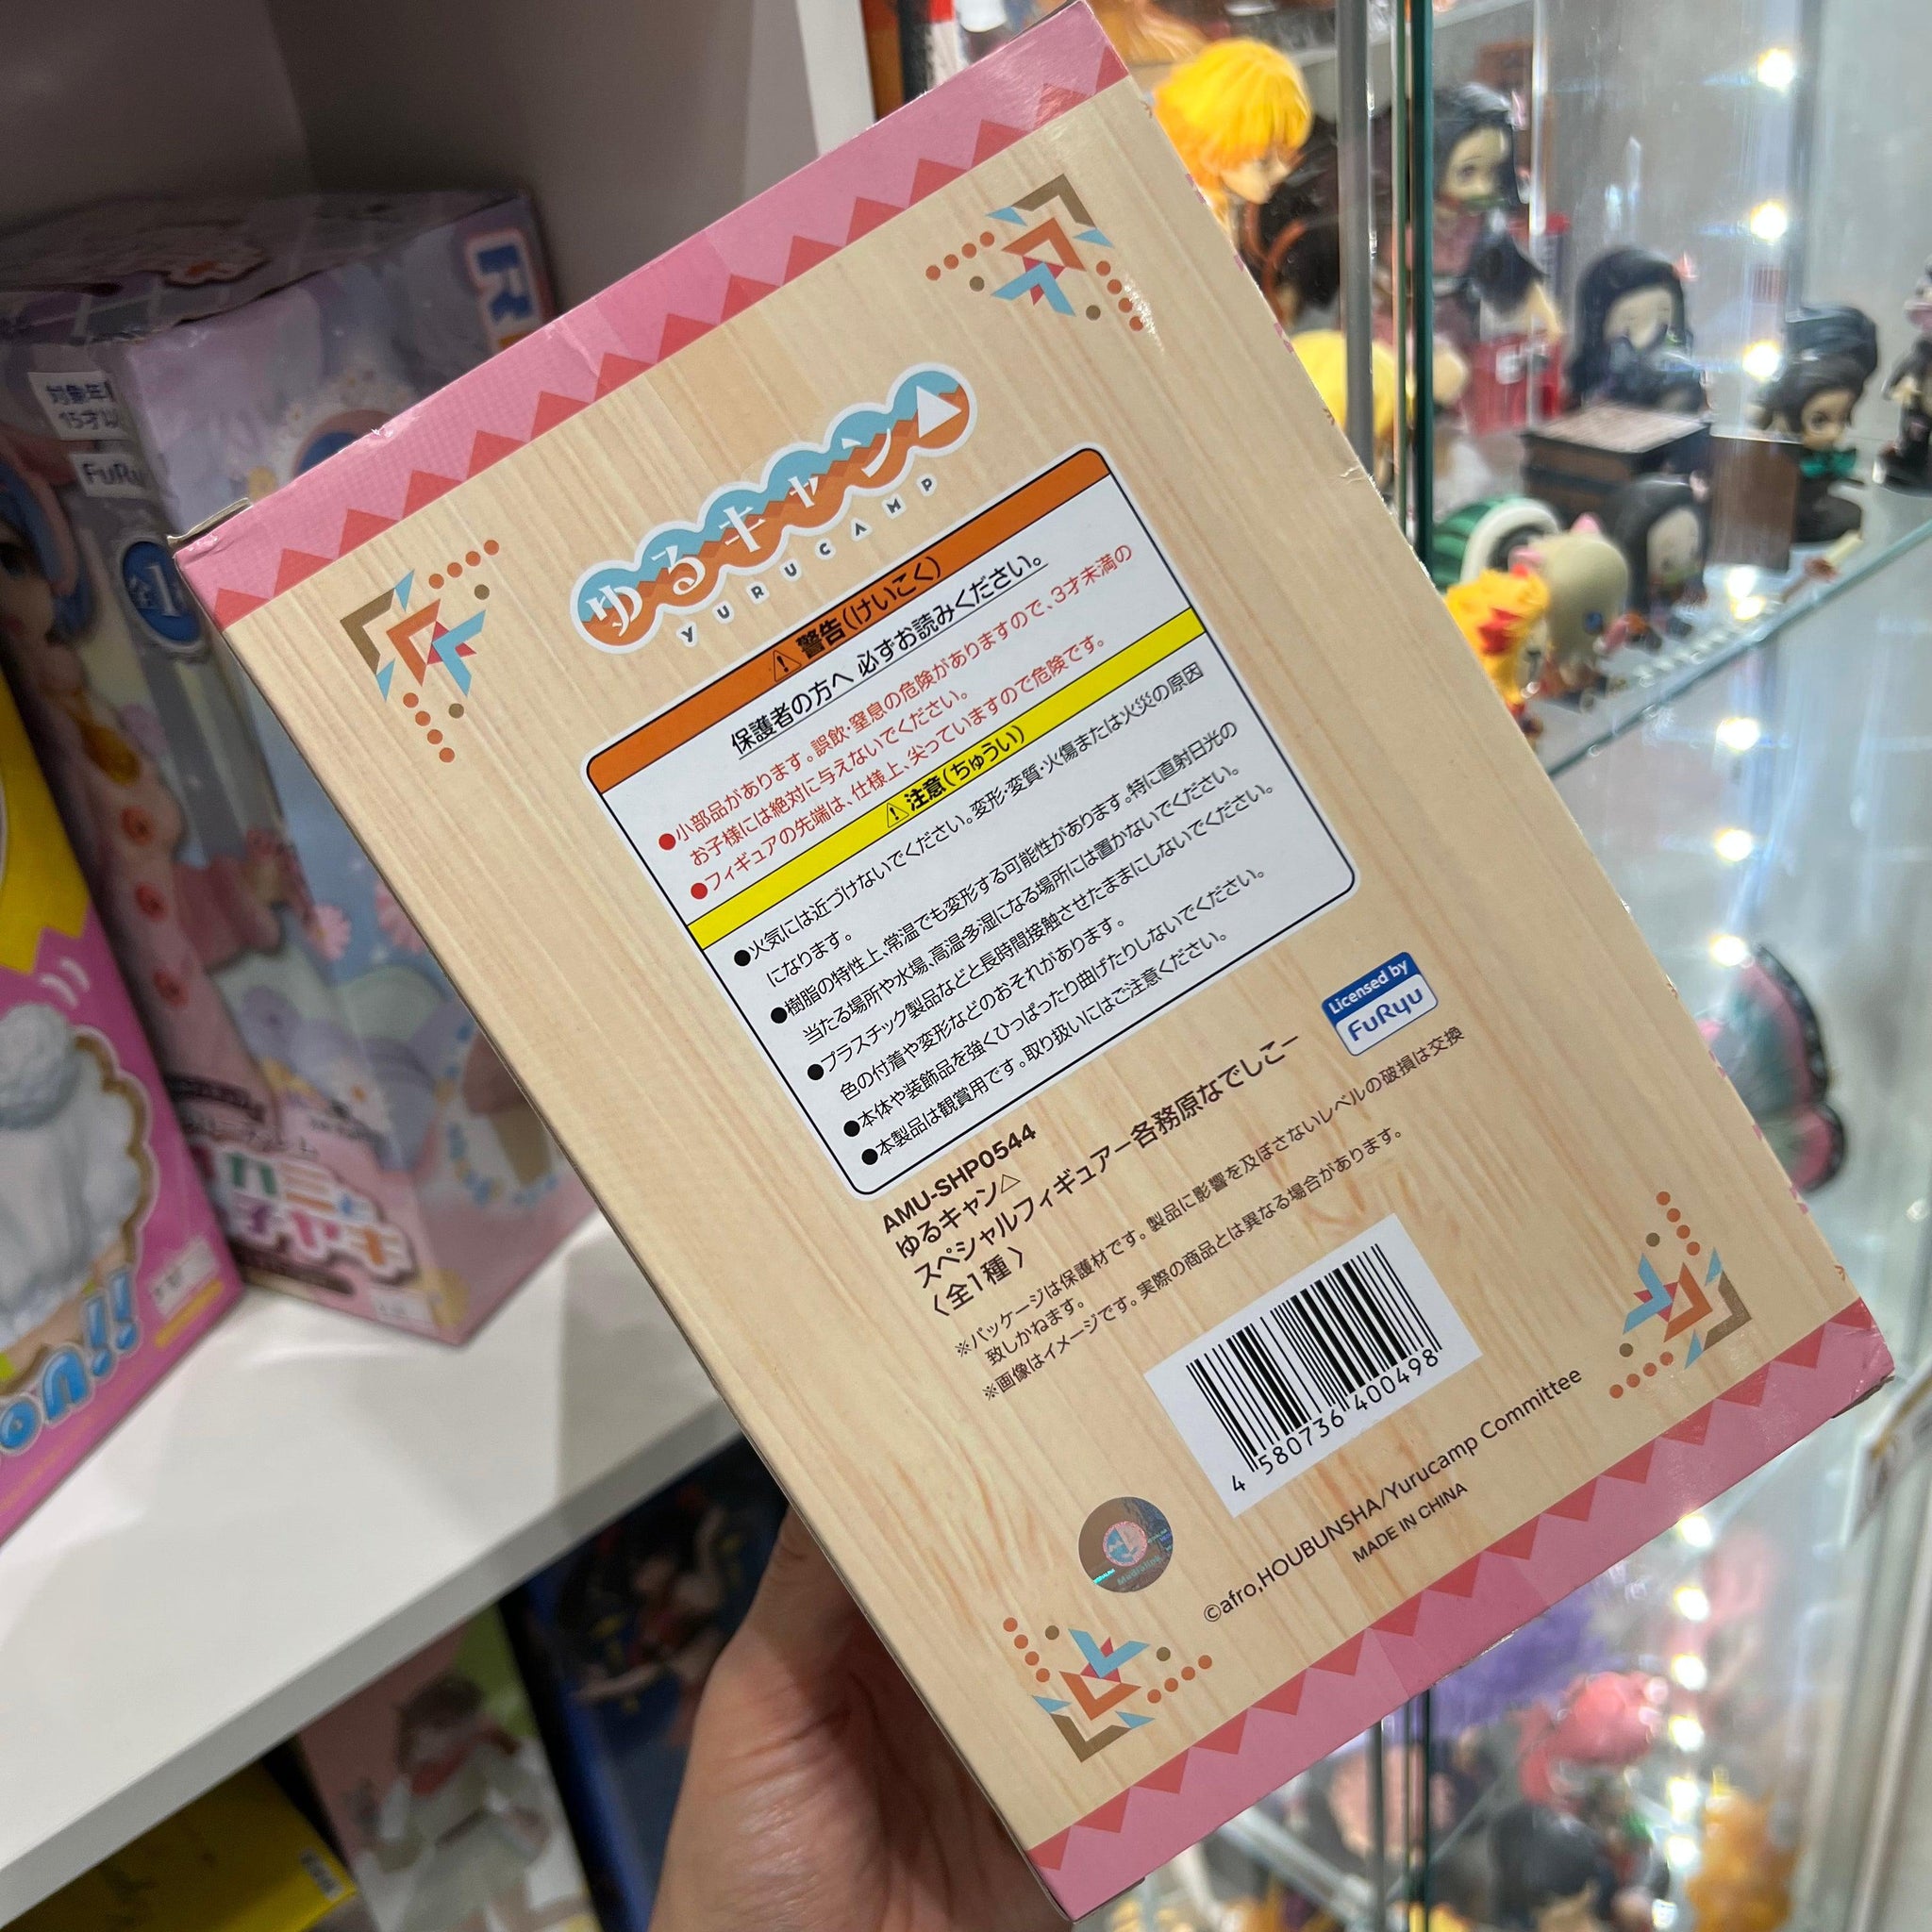 ゆるキャン△
YURUCAMP
⚠警告(けいこく)
保護者の方へ 必ずお読みください。
●小部品があります。誤飲・窒息の危険がありますので、3才未満の
お子様には絶対に与えないでください。
●フィギュアの先端は、仕様上、尖っていますので危険です。
⚠注意(ちゅうい)
●火気には近づけないでください。変形・変質・火傷または火災の原因
になります。
●樹脂の特性上、常温でも変形する可能性があります。特に直射日光の
当たる場所や水場、高温・多湿になる場所には置かないでください。
●プラスチック製品などと長時間接触させたままにしないでください。
色の付着や変形などのおそれがあります。
●本体や装飾品を強くひっぱったり曲げたりしないでください。
●本製品は観賞用です。取り扱いにはご注意ください。
Licensed by
FuRyu
AMU-SHP0544
ゆるキャン△
スペシャルフィギュアー各務原なでしこー
〈全1種〉
※パッケージは保護材です。製品に影響を及ぼさないレベルの破損は交換
致しかねます。
※画像はイメージです。実際の商品とは異なる場合があります。
4 580736 400498
©afro,HOUBUNSHA/Yurucamp Committee
MADE IN CHINA
対象年
15才以
FuRy
全1